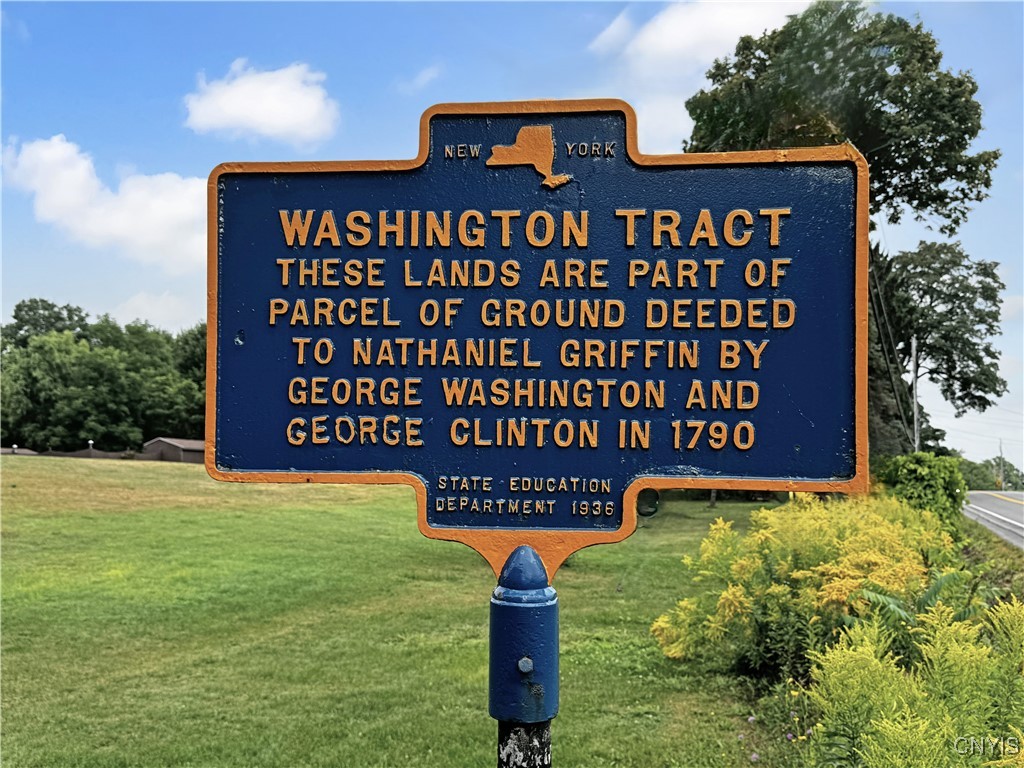 NEW YORK
WASHINGTON TRACT
THESE LANDS ARE PART OF
PARCEL OF GROUND DEEDED
TO NATHANIEL GRIFFIN BY
GEORGE WASHINGTON AND
GEORGE CLINTON IN 1790
STATE EDUCATION
DEPARTMENT 1936
CNYIS